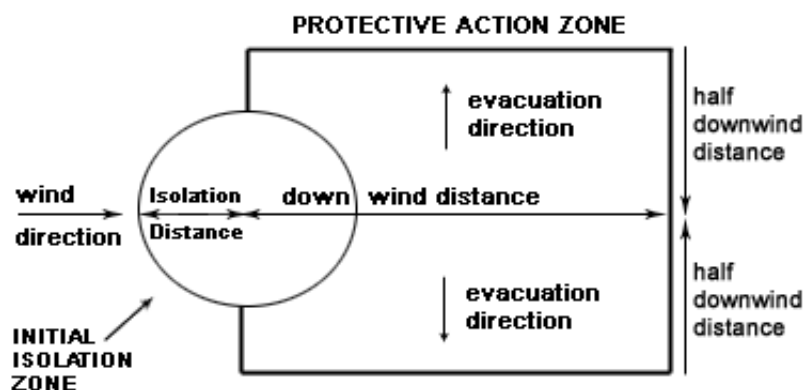 PROTECTIVE ACTION ZONE
evacuation
direction
half
downwind
distance
wind
direction
Isolation
Distance
down wind distance
evacuation
direction
half
downwind
distance
INITIAL
ISOLATION
ZONE